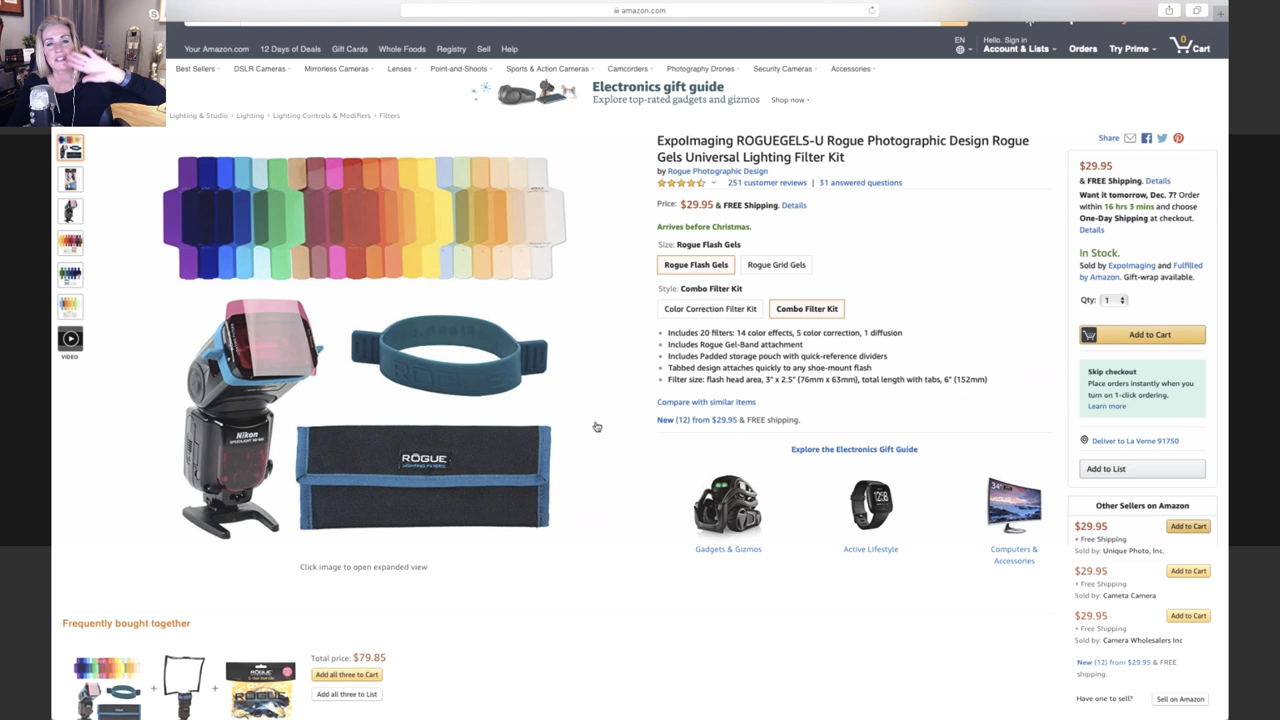 amazon.com
Your Amazon.com 12 Days of Deals Gift Cards Whole Foods Registry Sell Help
EN
Hello. Sign in
Account & Lists
Orders
Try Prime
0
Cart
Best Sellers DSLR Cameras Mirrorless Cameras Lenses Point-and-Shoots Sports & Action Cameras Camcorders Photography Drones Security Cameras Accessories
Electronics gift guide
Explore top-rated gadgets and gizmos
Shop now
Lighting & Studio › Lighting › Lighting Controls & Modifiers › Filters
VIDEO
Nikon
ROGUE
LIGHTING FILTERS
Click image to open expanded view
ExpoImaging ROGUEGELS-U Rogue Photographic Design Rogue
Gels Universal Lighting Filter Kit
by Rogue Photographic Design
251 customer reviews | 31 answered questions
Price: $29.95 & FREE Shipping. Details
Arrives before Christmas.
Size: Rogue Flash Gels
Rogue Flash Gels Rogue Grid Gels
Style: Combo Filter Kit
Color Correction Filter Kit Combo Filter Kit
• Includes 20 filters: 14 color effects, 5 color correction, 1 diffusion
• Includes Rogue Gel-Band attachment
• Includes Padded storage pouch with quick-reference dividers
• Tabbed design attaches quickly to any shoe-mount flash
• Filter size: flash head area, 3" x 2.5" (76mm x 63mm), total length with tabs, 6" (152mm)
Compare with similar items
New (12) from $29.95 & FREE shipping.
Explore the Electronics Gift Guide
Gadgets & Gizmos
Active Lifestyle
Computers &
Accessories
Share
$29.95
& FREE Shipping. Details
Want it tomorrow, Dec. 7? Order
within 16 hrs 3 mins and choose
One-Day Shipping at checkout.
Details
In Stock.
Sold by ExpoImaging and Fulfilled
by Amazon. Gift-wrap available.
Qty: 1
Add to Cart
Skip checkout
Place orders instantly when you
turn on 1-click ordering.
Learn more
Deliver to La Verne 91750
Add to List
Other Sellers on Amazon
$29.95 Add to Cart
+ Free Shipping
Sold by: Unique Photo, Inc.
$29.95 Add to Cart
+ Free Shipping
Sold by: Cameta Camera
$29.95 Add to Cart
+ Free Shipping
Sold by: Camera Wholesalers Inc
New (12) from $29.95 & FREE
shipping.
Have one to sell? Sell on Amazon
Frequently bought together
+
+
ROGUE
Total price: $79.85
Add all three to Cart
Add all three to List